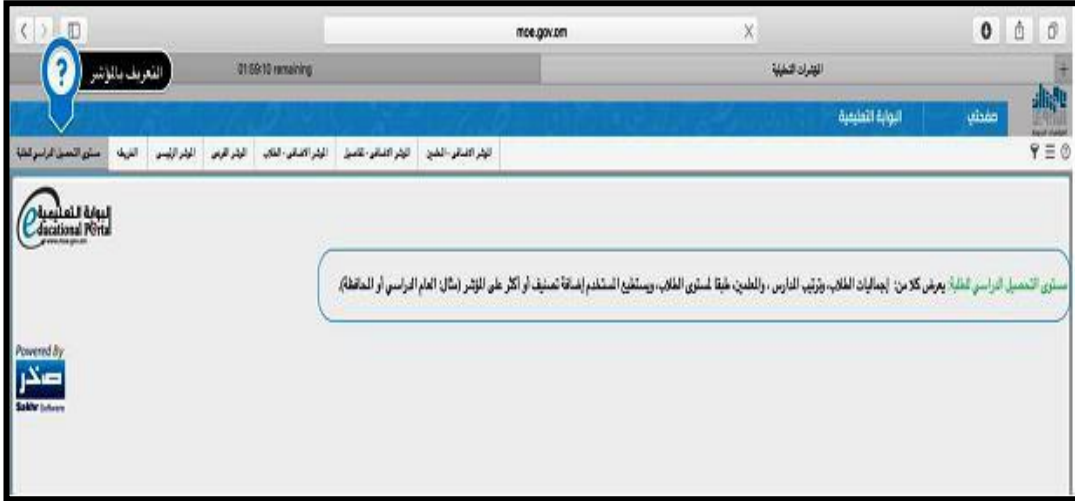 moe.gov.om
01:59:10 remaining
المؤشرات التحليلية
التعريف بالمؤشر
?
صفحتي
البوابة التعليمية
مستوى التحصيل الدراسي للطلبة
الخريطة
المؤشر الرئيسي
المؤشر الفرعي
المؤشر الاضافي - الطلاب
المؤشر الاضافي - تفاصيل
المؤشر الاضافي - المعلمين
البوابة التعليمية
Educational Portal
www.moe.gov.om
مستوى التحصيل الدراسي للطلبة: يعرض كلا من: إجماليات الطلاب، وترتيب المدارس ، والمعلمين، طبقا لمستوى الطلاب، ويستطيع المستخدم إضافة تصنيف أو أكثر على المؤشر (مثال: العام الدراسي أو المحافظة).
Powered By
صخر
Sakhr Software